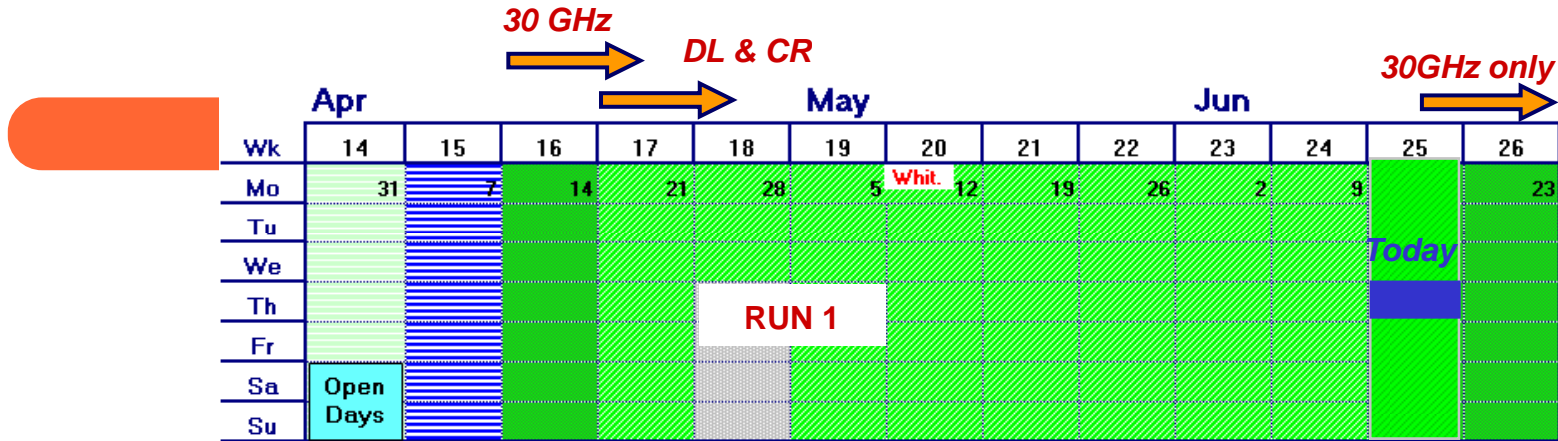 30 GHz
DL & CR
30GHz only
Apr May Jun
Wk 14 15 16 17 18 19 20 21 22 23 24 25 26
Mo 31 7 14 21 28 5 Whit. 12 19 26 2 9 23
Tu
We Today
Th RUN 1
Fr
Sa Open
Su Days